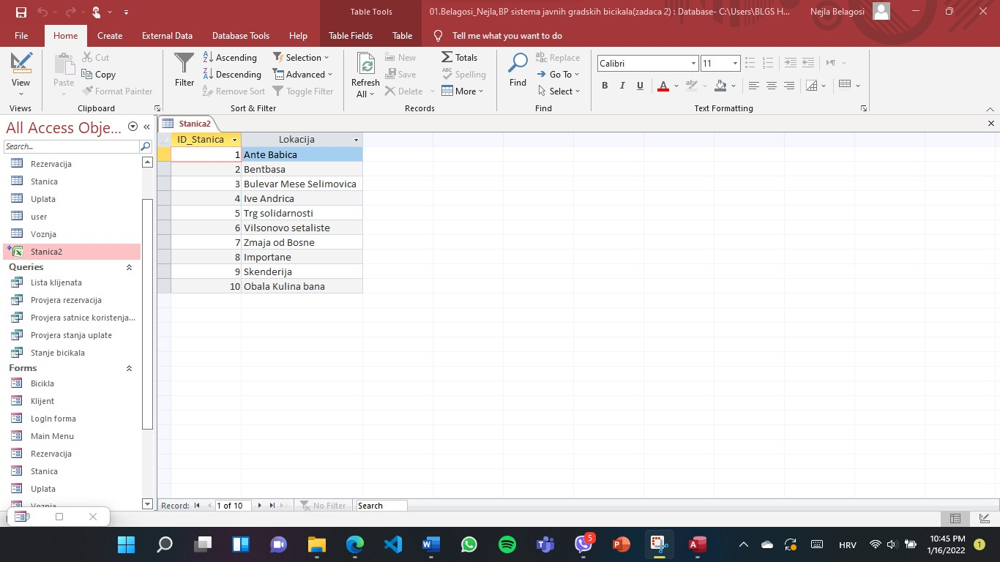 Table Tools
01.Belagosi_Nejla,BP sistema javnih gradskih bicikala(zadaca 2) : Database- C:\Users\BLGS H...
Nejla Belagosi
File Home Create External Data Database Tools Help Table Fields Table Tell me what you want to do
View
Views
Paste
Cut
Copy
Format Painter
Clipboard
Filter
Ascending
Descending
Remove Sort
Selection
Advanced
Toggle Filter
Sort & Filter
Refresh
All
New
Save
Delete
Totals
Spelling
More
Records
Find
Replace
Go To
Select
Find
Calibri 11
B I U A
Text Formatting
All Access Obje...
Search...
Rezervacija
Stanica
Uplata
user
Voznja
Stanica2
Queries
Lista klijenata
Provjera rezervacija
Provjera satnice koristenja...
Provjera stanja uplate
Stanje bicikala
Forms
Bicikla
Klijent
LogIn forma
Main Menu
Rezervacija
Stanica
Uplata
Voznja
Stanica2
ID_Stanica Lokacija
1 Ante Babica
2 Bentbasa
3 Bulevar Mese Selimovica
4 Ive Andrica
5 Trg solidarnosti
6 Vilsonovo setaliste
7 Zmaja od Bosne
8 Importane
9 Skenderija
10 Obala Kulina bana
Record: 1 of 10 No Filter Search
5
HRV
10:45 PM
1/16/2022
1